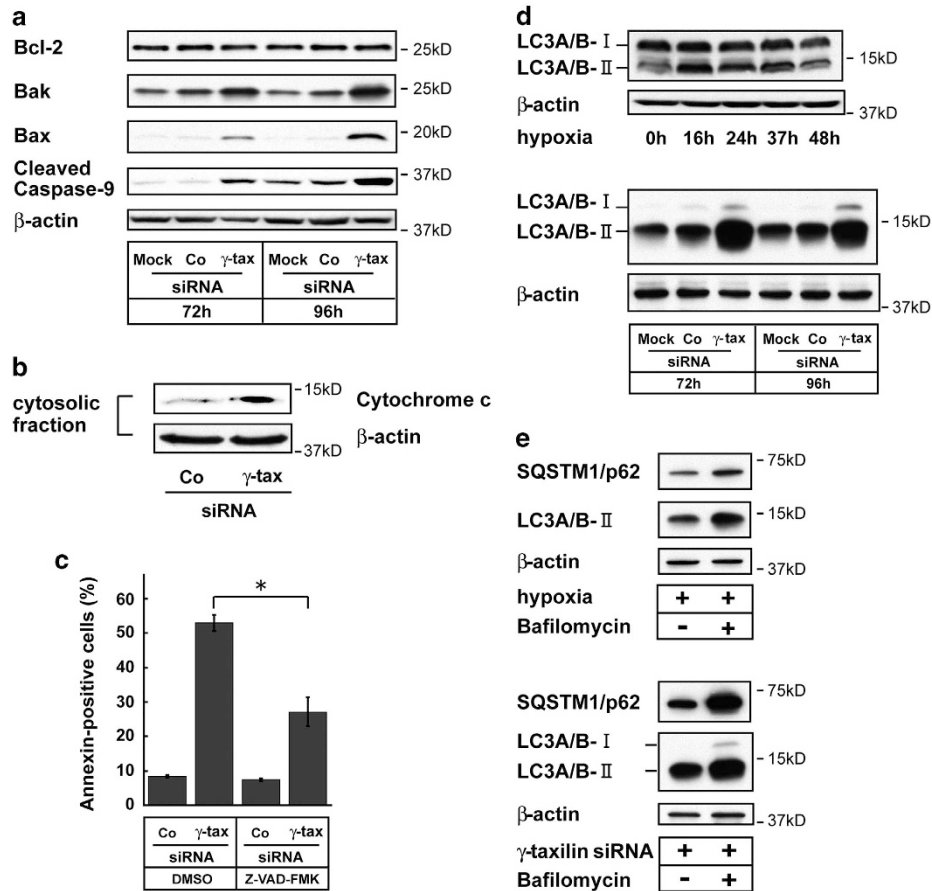 a
Bcl-2
-25kD
Bak
-25kD
Bax
-20kD
Cleaved
Caspase-9
-37kD
β-actin
-37kD
Mock Co γ-tax Mock Co γ-tax
siRNA siRNA
72h 96h
b
cytosolic
fraction
-15kD
Cytochrome c
β-actin
-37kD
Co γ-tax
siRNA
c
Annexin-positive cells (%)
60
50
40
30
20
10
0
*
Co γ-tax Co γ-tax
siRNA siRNA
DMSO Z-VAD-FMK
d
LC3A/B-Ⅰ
LC3A/B-Ⅱ
-15kD
β-actin
-37kD
hypoxia 0h 16h 24h 37h 48h
LC3A/B-Ⅰ
LC3A/B-Ⅱ
-15kD
β-actin
-37kD
Mock Co γ-tax Mock Co γ-tax
siRNA siRNA
72h 96h
e
SQSTM1/p62
-75kD
LC3A/B-Ⅱ
-15kD
β-actin
-37kD
hypoxia + +
Bafilomycin - +
SQSTM1/p62
-75kD
LC3A/B-Ⅰ
LC3A/B-Ⅱ
-15kD
β-actin
-37kD
γ-taxilin siRNA + +
Bafilomycin - +